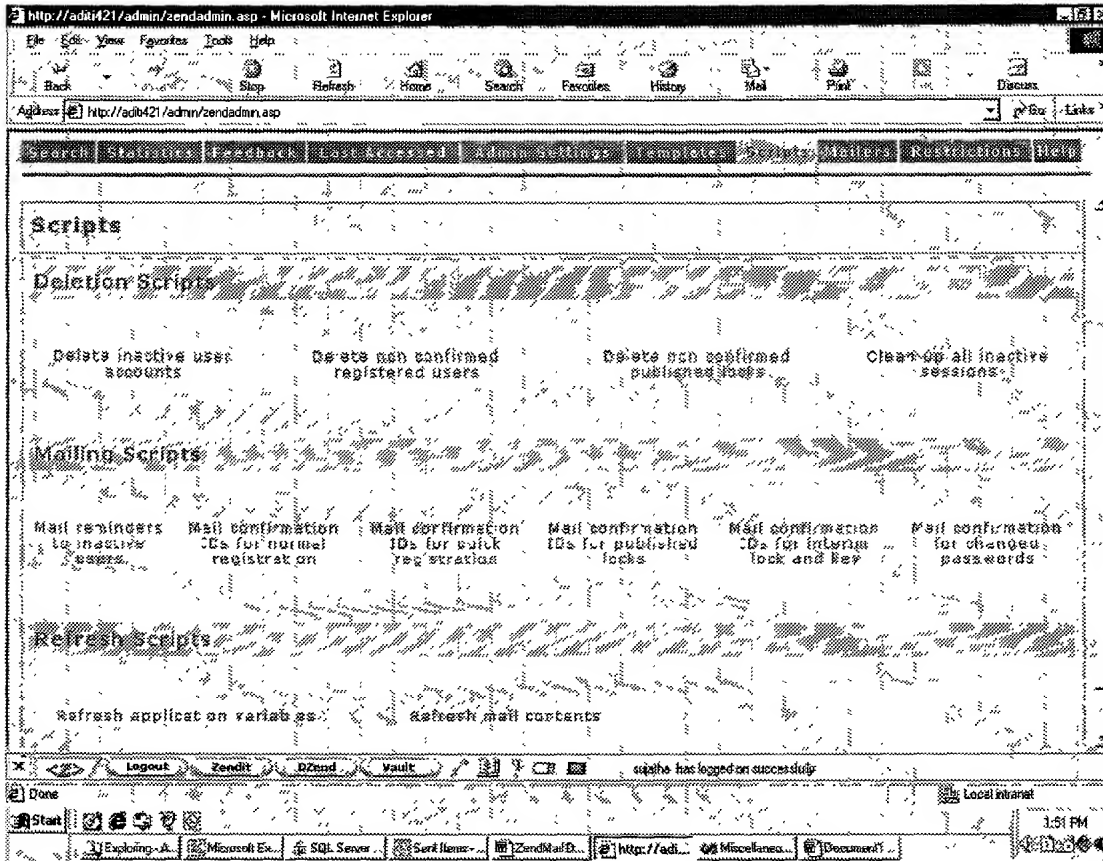 http://aditi421/admin/zendadmin.asp - Microsoft Internet Explorer
File Edit View Favorites Tools Help
Back Stop Refresh Home Search Favorites History Mail Print Discuss
Address http://aditi421/admin/zendadmin.asp Go Links
Search Statistics Feedback Last Accessed Admin Settings Templates Scripts Mailers Restrictions Help
Scripts
Deletion Scripts
Delete inactive user accounts
Delete non confirmed registered users
Delete non confirmed published locks
Clean up all inactive sessions
Mailing Scripts
Mail reminders to inactive users
Mail confirmation IDs for normal registration
Mail confirmation IDs for quick registration
Mail confirmation IDs for published locks
Mail confirmation IDs for interim lock and key
Mail confirmation for changed passwords
Refresh Scripts
Refresh application variables
Refresh mail contents
<Z> Logout Zendit DZend Vault sujatha has logged on successfully
Done Local intranet
Start 1:51 PM
Exploring - A... Microsoft Ex... SQL Server ... Sent Items - ... ZendMailD... http://adi... Miscellaneo... Document1 ...